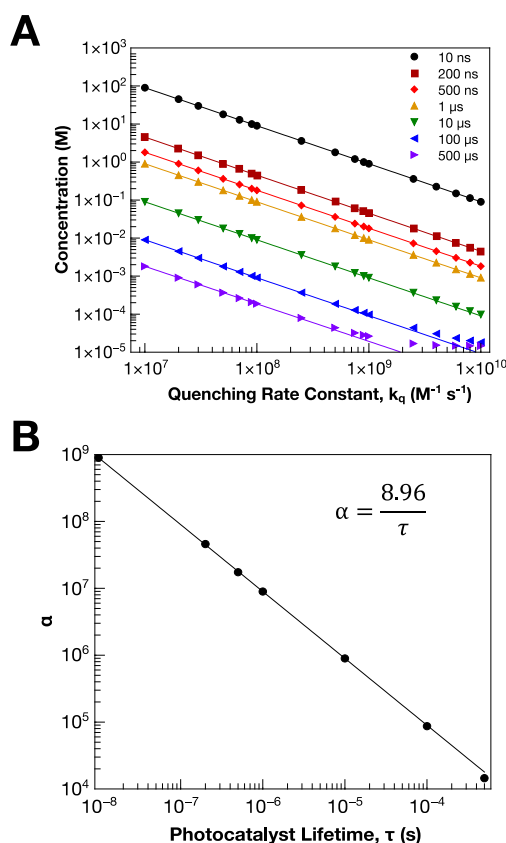 A
1×10³
1×10²
1×10¹
1×10⁰
1×10⁻¹
1×10⁻²
1×10⁻³
1×10⁻⁴
1×10⁻⁵
Concentration (M)
10 ns
200 ns
500 ns
1 µs
10 µs
100 µs
500 µs
1×10⁷
1×10⁸
1×10⁹
1×10¹⁰
Quenching Rate Constant, k_q (M⁻¹ s⁻¹)
B
10⁹
10⁸
10⁷
10⁶
10⁵
10⁴
α
α = 8.96/τ
10⁻⁸
10⁻⁷
10⁻⁶
10⁻⁵
10⁻⁴
Photocatalyst Lifetime, τ (s)